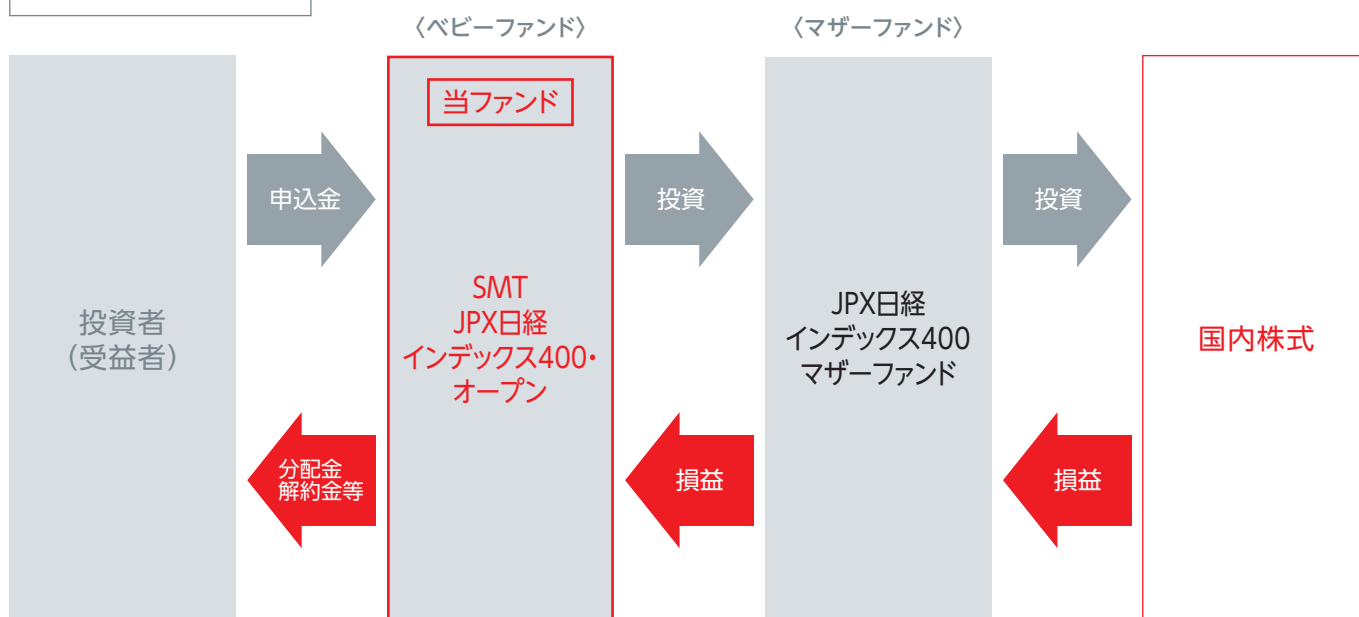 〈ベビーファンド〉
〈マザーファンド〉
当ファンド
申込金
投資
投資
投資者
(受益者)
SMT
JPX日経
インデックス400・
オープン
JPX日経
インデックス400
マザーファンド
国内株式
分配金
解約金等
損益
損益